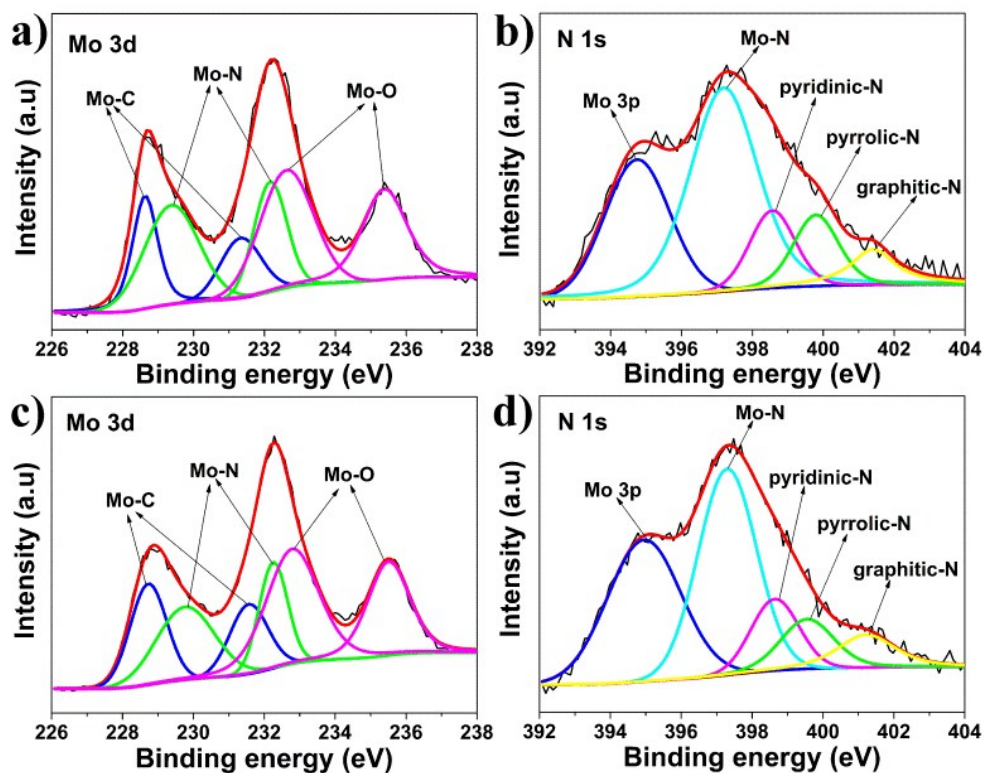 a)
Mo 3d
Mo-C
Mo-N
Mo-O
Intensity (a.u)
226 228 230 232 234 236 238
Binding energy (eV)
b)
N 1s
Mo 3p
Mo-N
pyridinic-N
pyrrolic-N
graphitic-N
Intensity (a.u)
392 394 396 398 400 402 404
Binding energy (eV)
c)
Mo 3d
Mo-C
Mo-N
Mo-O
Intensity (a.u)
226 228 230 232 234 236 238
Binding energy (eV)
d)
N 1s
Mo 3p
Mo-N
pyridinic-N
pyrrolic-N
graphitic-N
Intensity (a.u)
392 394 396 398 400 402 404
Binding energy (eV)